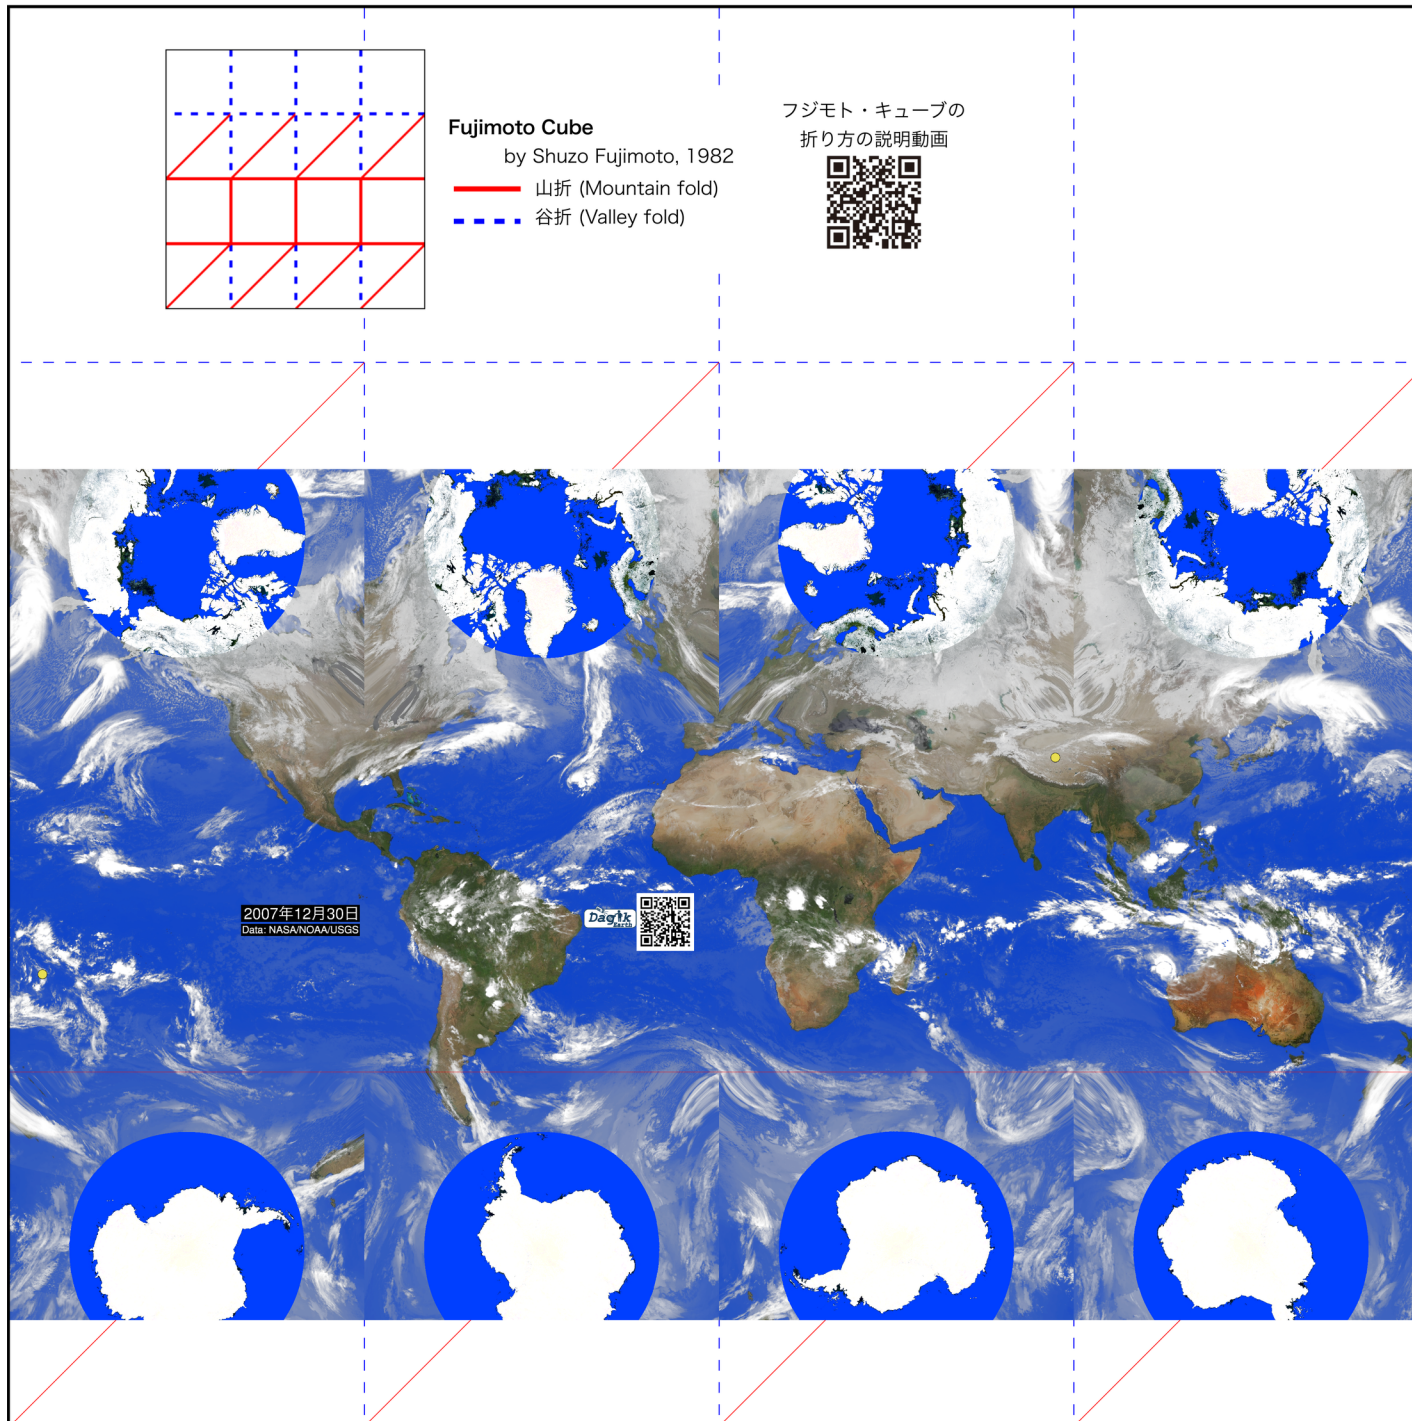 Fujimoto Cube
by Shuzo Fujimoto, 1982
山折 (Mountain fold)
谷折 (Valley fold)
フジモト・キューブの
折り方の説明動画
2007年12月30日
Data: NASA/NOAA/USGS
Dagik
Earth